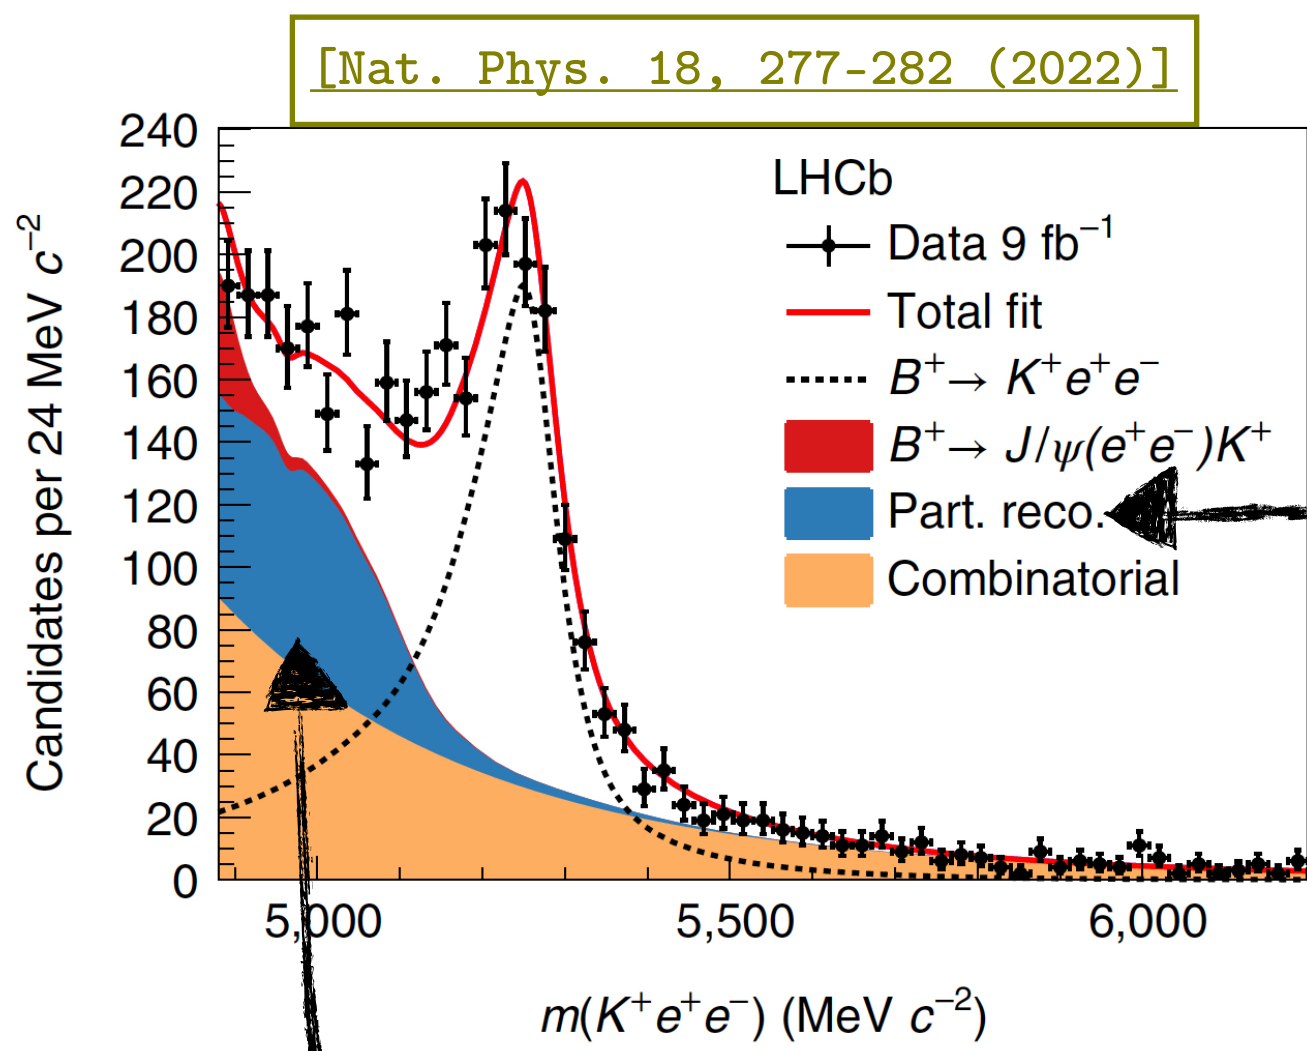 [Nat. Phys. 18, 277-282 (2022)]
240
220
200
180
160
140
120
100
80
60
40
20
0
Candidates per 24 MeV c⁻²
LHCb
Data 9 fb⁻¹
Total fit
B⁺→ K⁺e⁺e⁻
B⁺→ J/ψ(e⁺e⁻)K⁺
Part. reco.
Combinatorial
5,000 5,500 6,000
m(K⁺e⁺e⁻) (MeV c⁻²)